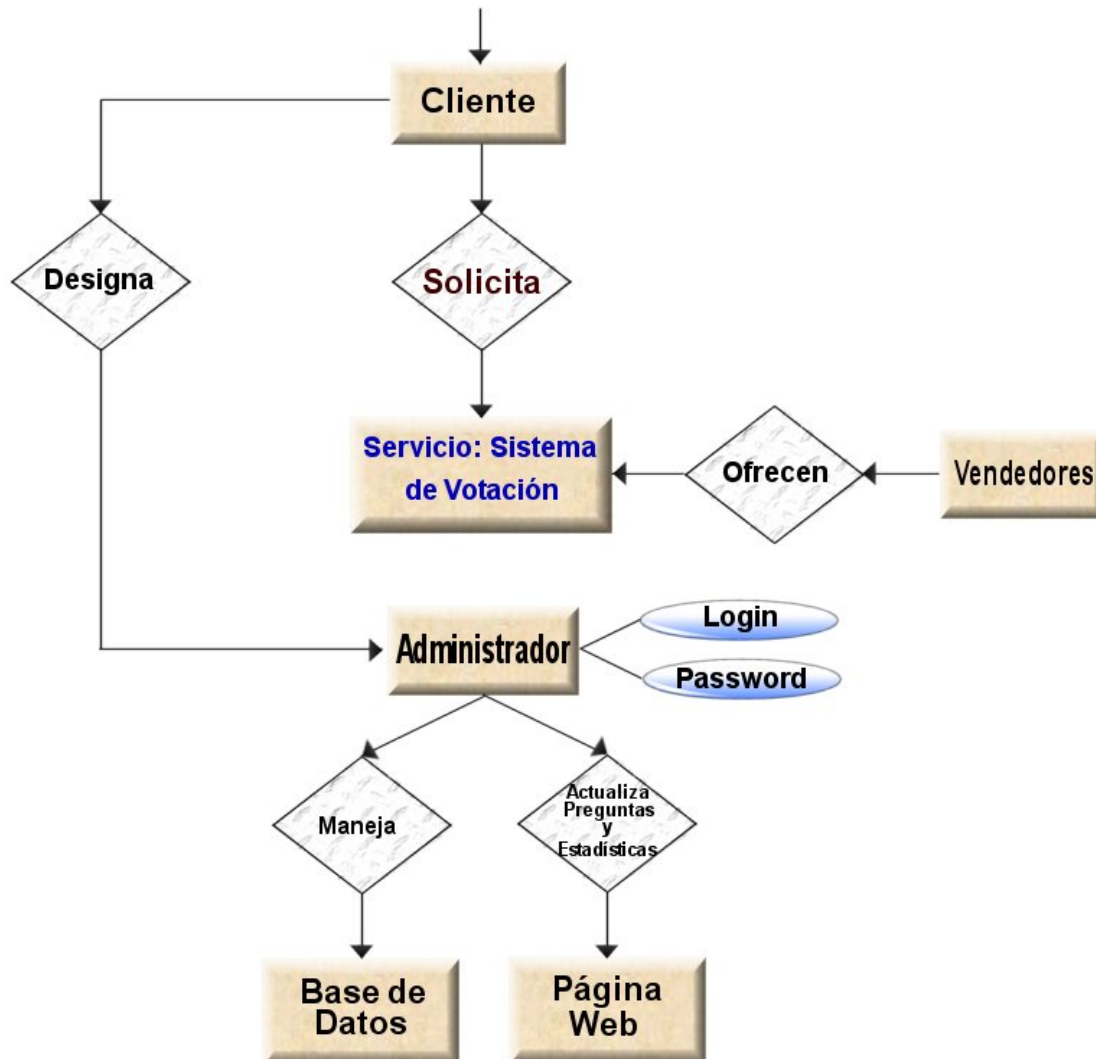 Cliente
Designa
Solicita
Servicio: Sistema
de Votación
Ofrecen
Vendedores
Administrador
Login
Password
Maneja
Actualiza
Preguntas
y
Estadísticas
Base de
Datos
Página
Web